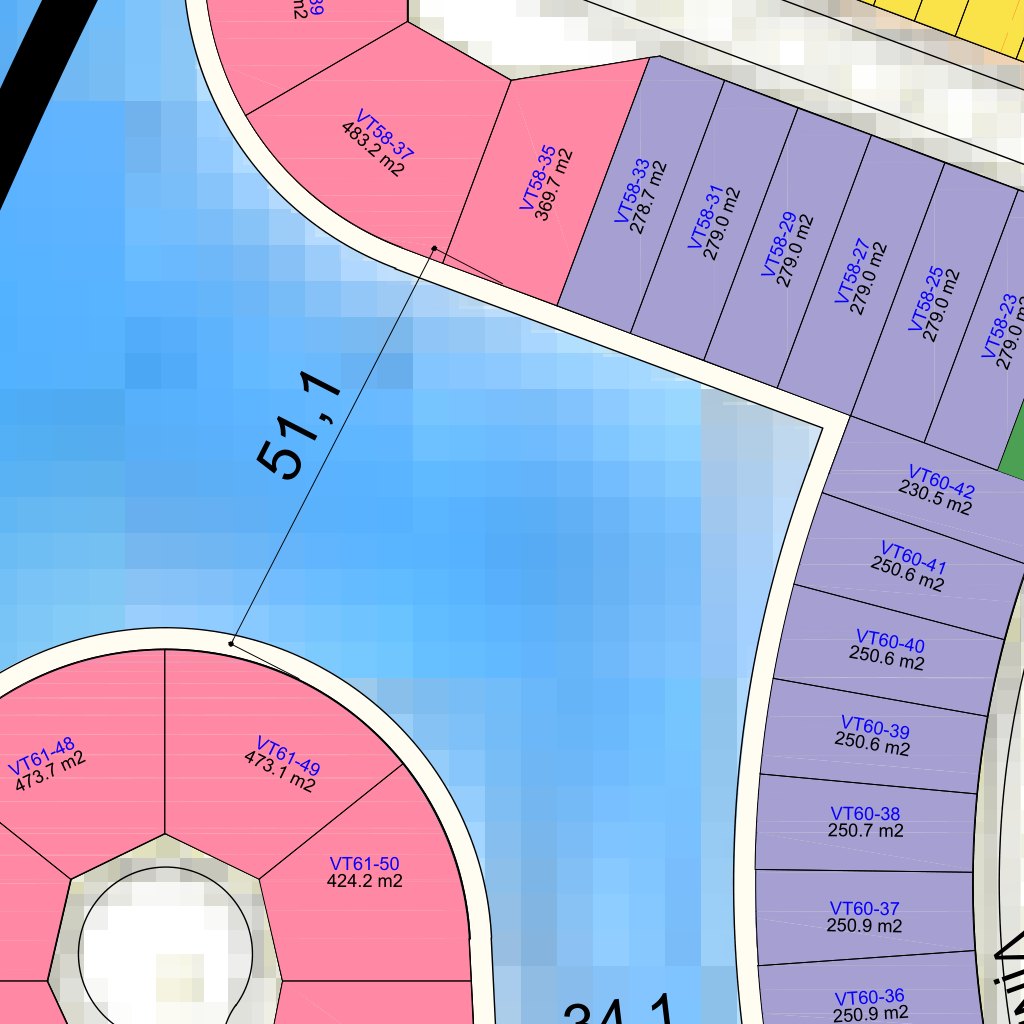 VT58-37
483.2 m2
VT58-35
369.7 m2
VT58-33
278.7 m2
VT58-31
279.0 m2
VT58-29
279.0 m2
VT58-27
279.0 m2
VT58-25
279.0 m2
VT58-23
279.0 m2
51,1
VT60-42
230.5 m2
VT60-41
250.6 m2
VT60-40
250.6 m2
VT60-39
250.6 m2
VT60-38
250.7 m2
VT60-37
250.9 m2
VT60-36
250.9 m2
VT61-48
473.7 m2
VT61-49
473.1 m2
VT61-50
424.2 m2
34,1